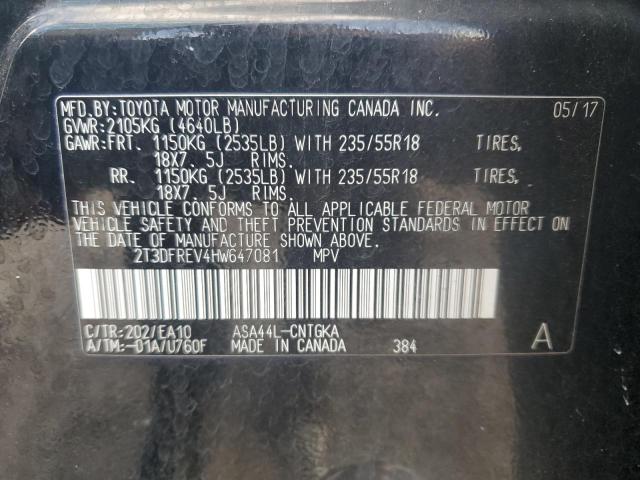 MFD.BY:TOYOTA MOTOR MANUFACTURING CANADA INC. 05/17
GVWR:2105KG (4640LB)
GAWR:FRT. 1150KG (2535LB) WITH 235/55R18 TIRES,
18X7. 5J RIMS.
RR. 1150KG (2535LB) WITH 235/55R18 TIRES,
18X7. 5J RIMS.
THIS VEHICLE CONFORMS TO ALL APPLICABLE FEDERAL MOTOR
VEHICLE SAFETY AND THEFT PREVENTION STANDARDS IN EFFECT ON
THE DATE OF MANUFACTURE SHOWN ABOVE.
2T3DFREV4HW647081 MPV
C/TR:202/EA10 ASA44L-CNTGKA
A/TM:-01A/U760F MADE IN CANADA 384 A